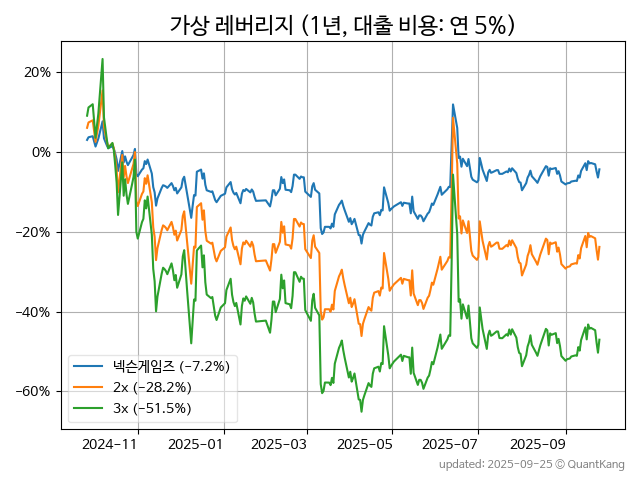 가상 레버리지 (1년, 대출 비용: 연 5%)
20%
0%
−20%
−40%
−60%
넥슨게임즈 (-7.2%)
2x (-28.2%)
3x (-51.5%)
2024-11 2025-01 2025-03 2025-05 2025-07 2025-09
updated: 2025-09-25 © QuantKang